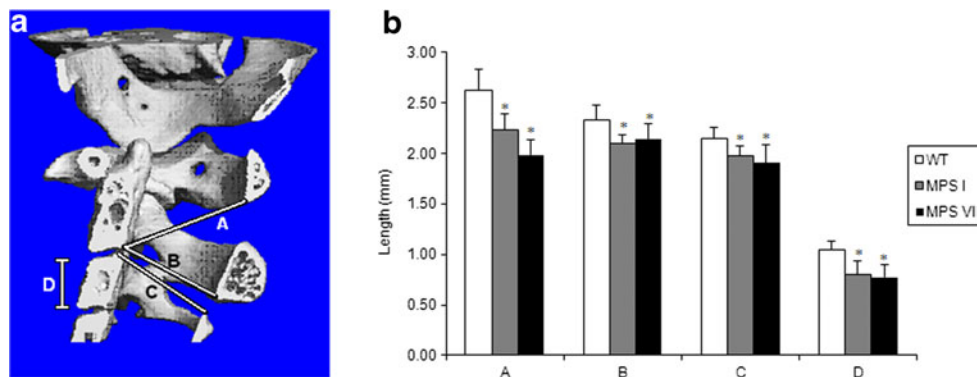 a
A
B
C
D
b
Length (mm)
3.00
2.50
2.00
1.50
1.00
0.50
0.00
* *
* *
* *
* *
A B C D
WT
MPS I
MPS VII